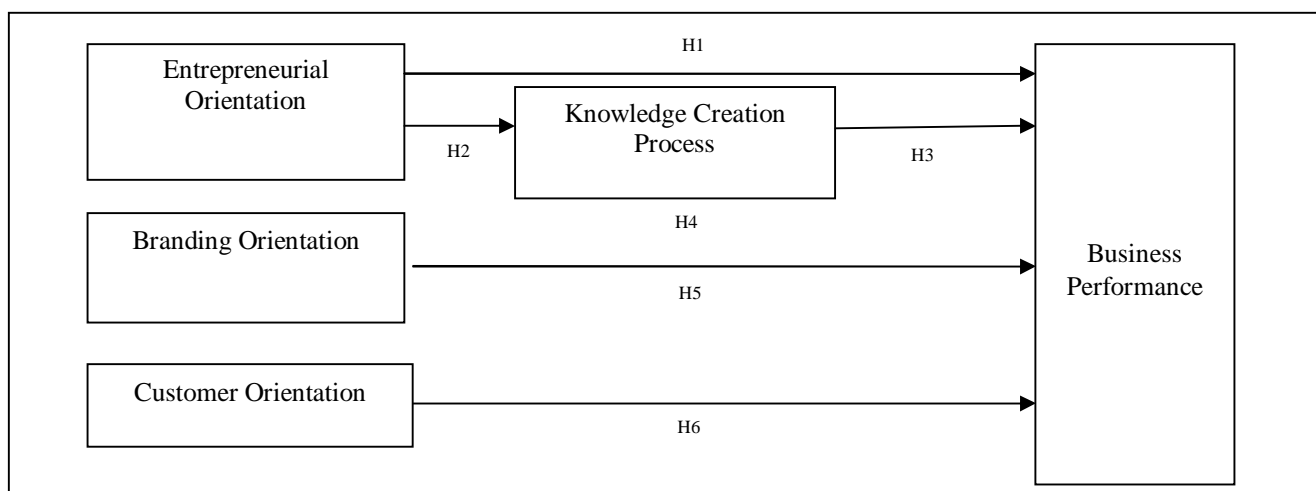 H1
Entrepreneurial
Orientation
Knowledge Creation
Process
H2
H3
H4
Branding Orientation
Business
Performance
H5
Customer Orientation
H6